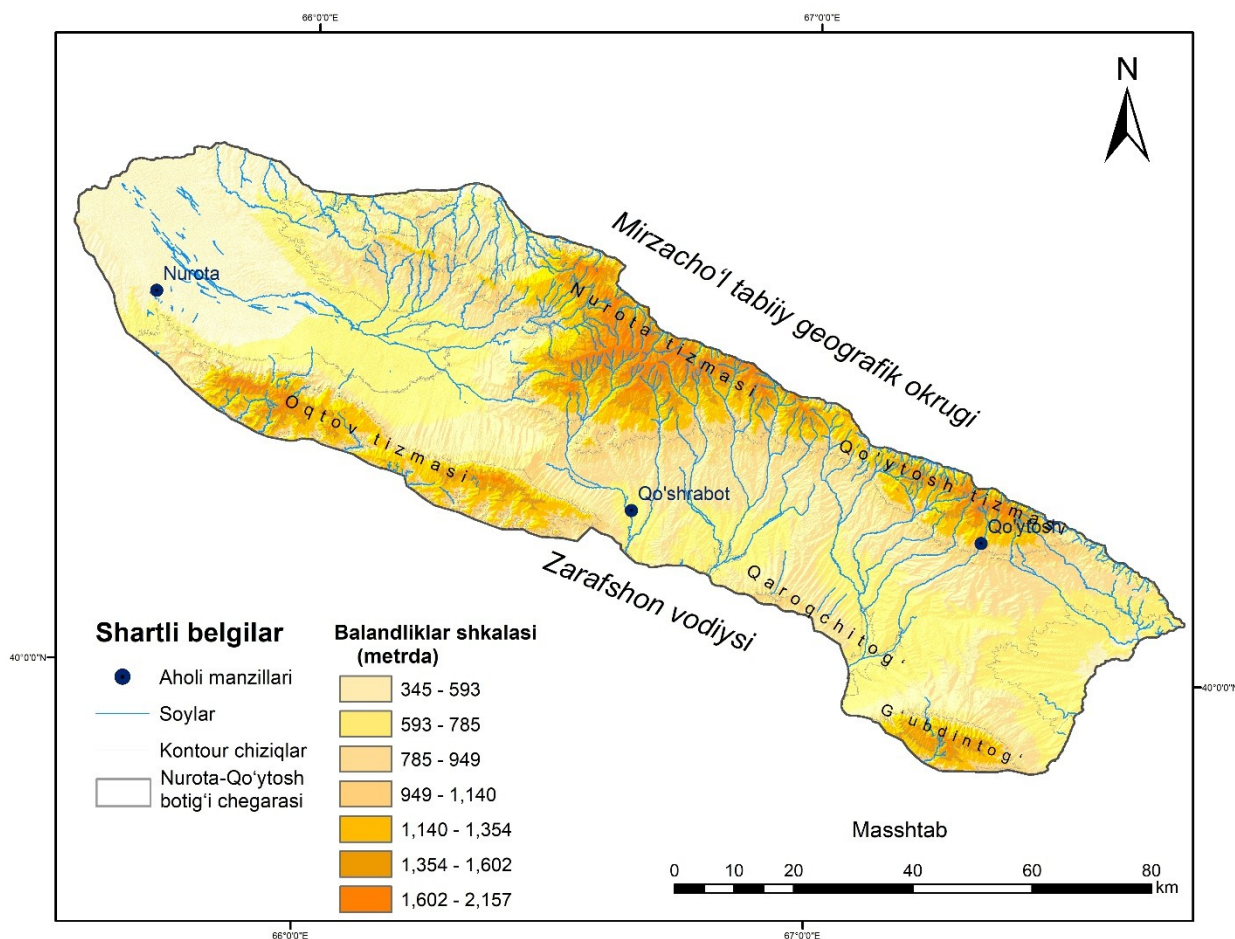 66°0'0"E
67°0'0"E
N
Mirzacho‘l tabiiy geografik okrugi
Nurota
Nurota tizmasi
Oqtov tizmasi
Qo'ytosh tizmasi
Qo'shrabot
Qo'ytosh
Zarafshon vodiysi
Qaroqchitog‘
G‘ubdintog‘
40°0'0"N
40°0'0"N
Shartli belgilar
Aholi manzillari
Soylar
Kontour chiziqlar
Nurota-Qo‘ytosh
botig‘i chegarasi
Balandliklar shkalasi
(metrda)
345 - 593
593 - 785
785 - 949
949 - 1,140
1,140 - 1,354
1,354 - 1,602
1,602 - 2,157
Masshtab
0 10 20 40 60 80
km
66°0'0"E
67°0'0"E